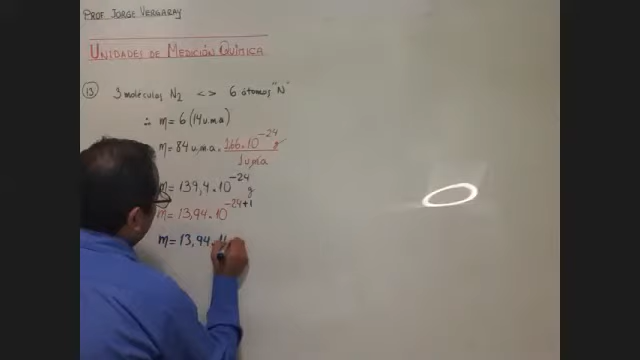 PROF JORGE VERGARAY
UNIDADES DE MEDICIÓN QUÍMICA
13 3 moléculas N₂ <> 6 átomos "N"
∴ m = 6 (14 u.m.a)
m = 84 u.m.a. 1,66.10⁻²⁴ g
1 u.m.a
m = 139,4.10⁻²⁴ g
m = 13,94.10⁻²⁴⁺¹
m = 13,94.